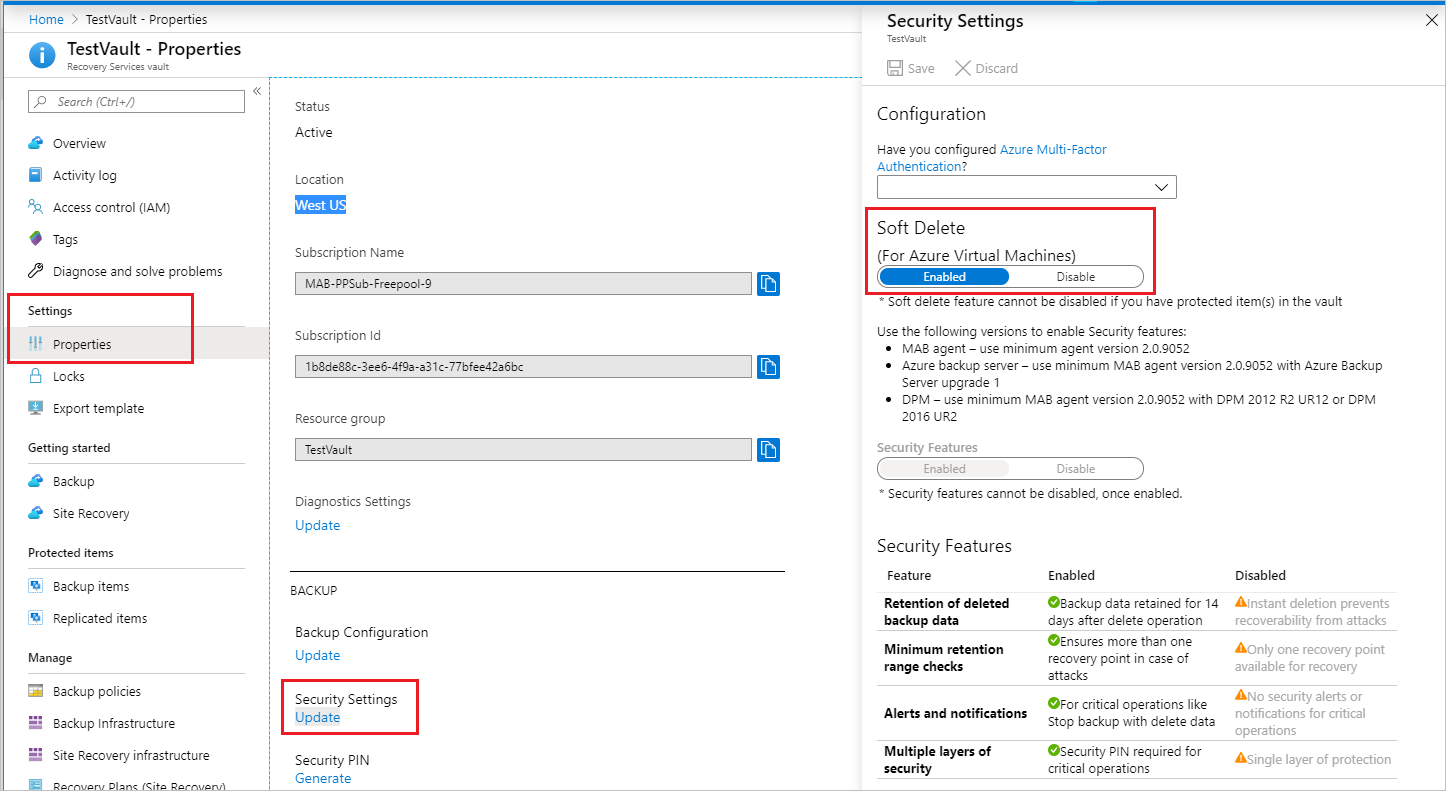 Home > TestVault - Properties
TestVault - Properties
Recovery Services vault
Search (Ctrl+/)
«
Overview
Activity log
Access control (IAM)
Tags
Diagnose and solve problems
Settings
Properties
Locks
Export template
Getting started
Backup
Site Recovery
Protected items
Backup items
Replicated items
Manage
Backup policies
Backup Infrastructure
Site Recovery infrastructure
Recovery Plans (Site Recovery)
Status
Active
Location
West US
Subscription Name
MAB-PPSub-Freepool-9
Subscription Id
1b8de88c-3ee6-4f9a-a31c-77bfee42a6bc
Resource group
TestVault
Diagnostics Settings
Update
BACKUP
Backup Configuration
Update
Security Settings
Update
Security PIN
Generate
Security Settings
TestVault
Save Discard
Configuration
Have you configured Azure Multi-Factor
Authentication?
Soft Delete
(For Azure Virtual Machines)
Enabled Disable
* Soft delete feature cannot be disabled if you have protected item(s) in the vault
Use the following versions to enable Security features:
• MAB agent – use minimum agent version 2.0.9052
• Azure backup server – use minimum MAB agent version 2.0.9052 with Azure Backup
Server upgrade 1
• DPM – use minimum MAB agent version 2.0.9052 with DPM 2012 R2 UR12 or DPM
2016 UR2
Security Features
Enabled Disable
* Security features cannot be disabled, once enabled.
Security Features
Feature Enabled Disabled
Retention of deleted
backup data
Backup data retained for 14
days after delete operation
Instant deletion prevents
recoverability from attacks
Minimum retention
range checks
Ensures more than one
recovery point in case of
attacks
Only one recovery point
available for recovery
Alerts and notifications
For critical operations like
Stop backup with delete data
No security alerts or
notifications for critical
operations
Multiple layers of
security
Security PIN required for
critical operations
Single layer of protection